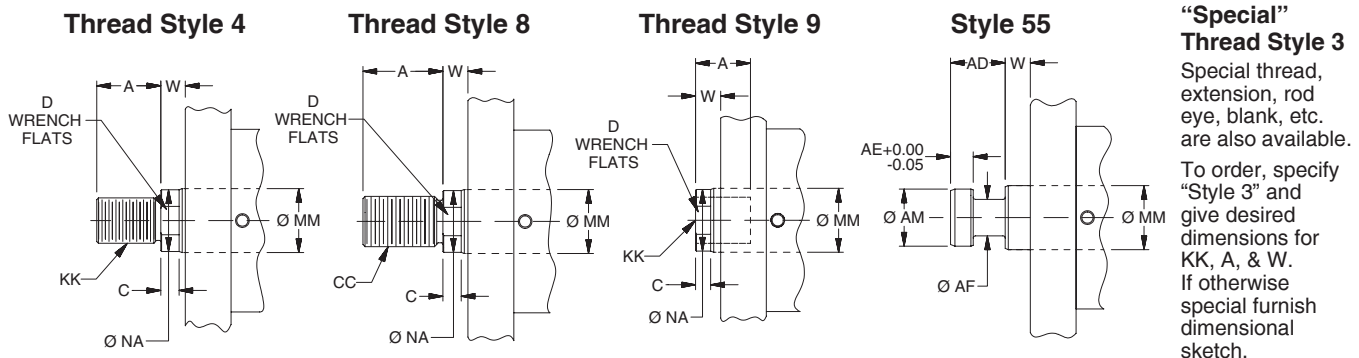 Thread Style 4
A
W
D
WRENCH
FLATS
Ø MM
KK
C
Ø NA
Thread Style 8
A
W
D
WRENCH
FLATS
Ø MM
CC
C
Ø NA
Thread Style 9
A
W
D
WRENCH
FLATS
Ø MM
KK
C
Ø NA
Style 55
AD
W
AE+0.00
-0.05
Ø AM
Ø MM
Ø AF
“Special”
Thread Style 3
Special thread,
extension, rod
eye, blank, etc.
are also available.
To order, specify
“Style 3” and
give desired
dimensions for
KK, A, & W.
If otherwise
special furnish
dimensional
sketch.